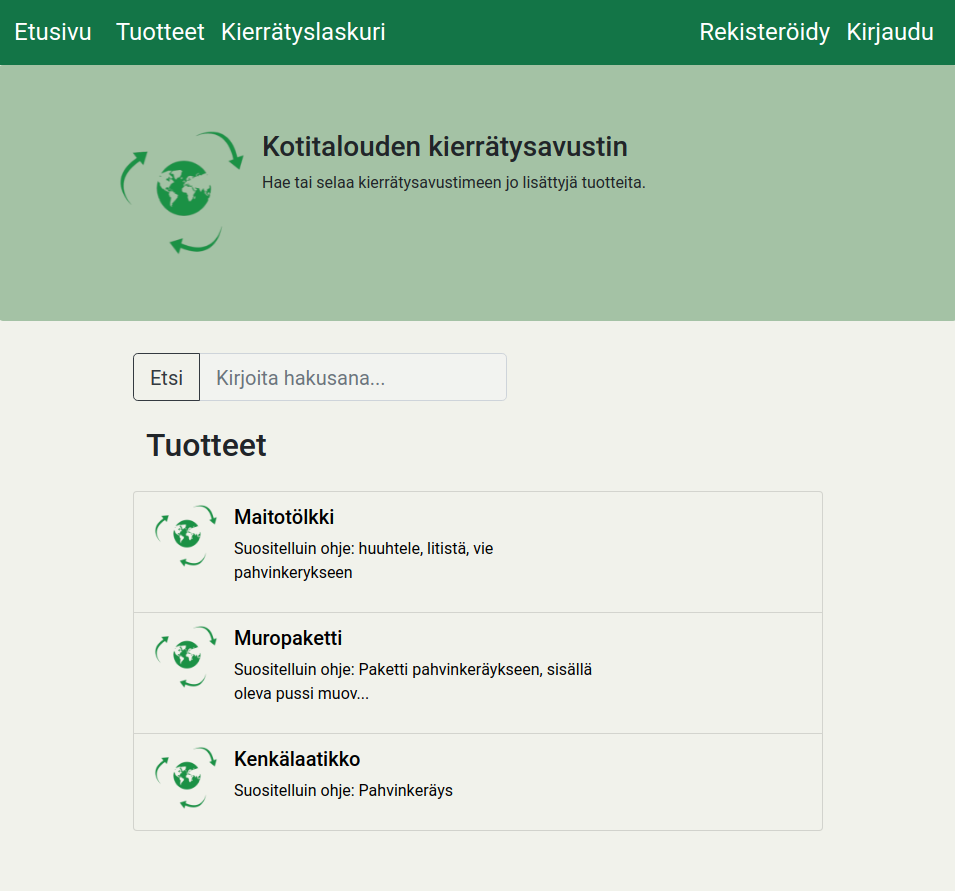 Etusivu Tuotteet Kierrätyslaskuri Rekisteröidy Kirjaudu
Kotitalouden kierrätysavustin
Hae tai selaa kierrätysavustimeen jo lisättyjä tuotteita.
Etsi Kirjoita hakusana...
Tuotteet
Maitotölkki
Suositelluin ohje: huuhtele, litistä, vie
pahvinkerykseen
Muropaketti
Suositelluin ohje: Paketti pahvinkeräykseen, sisällä
oleva pussi muov...
Kenkälaatikko
Suositelluin ohje: Pahvinkeräys